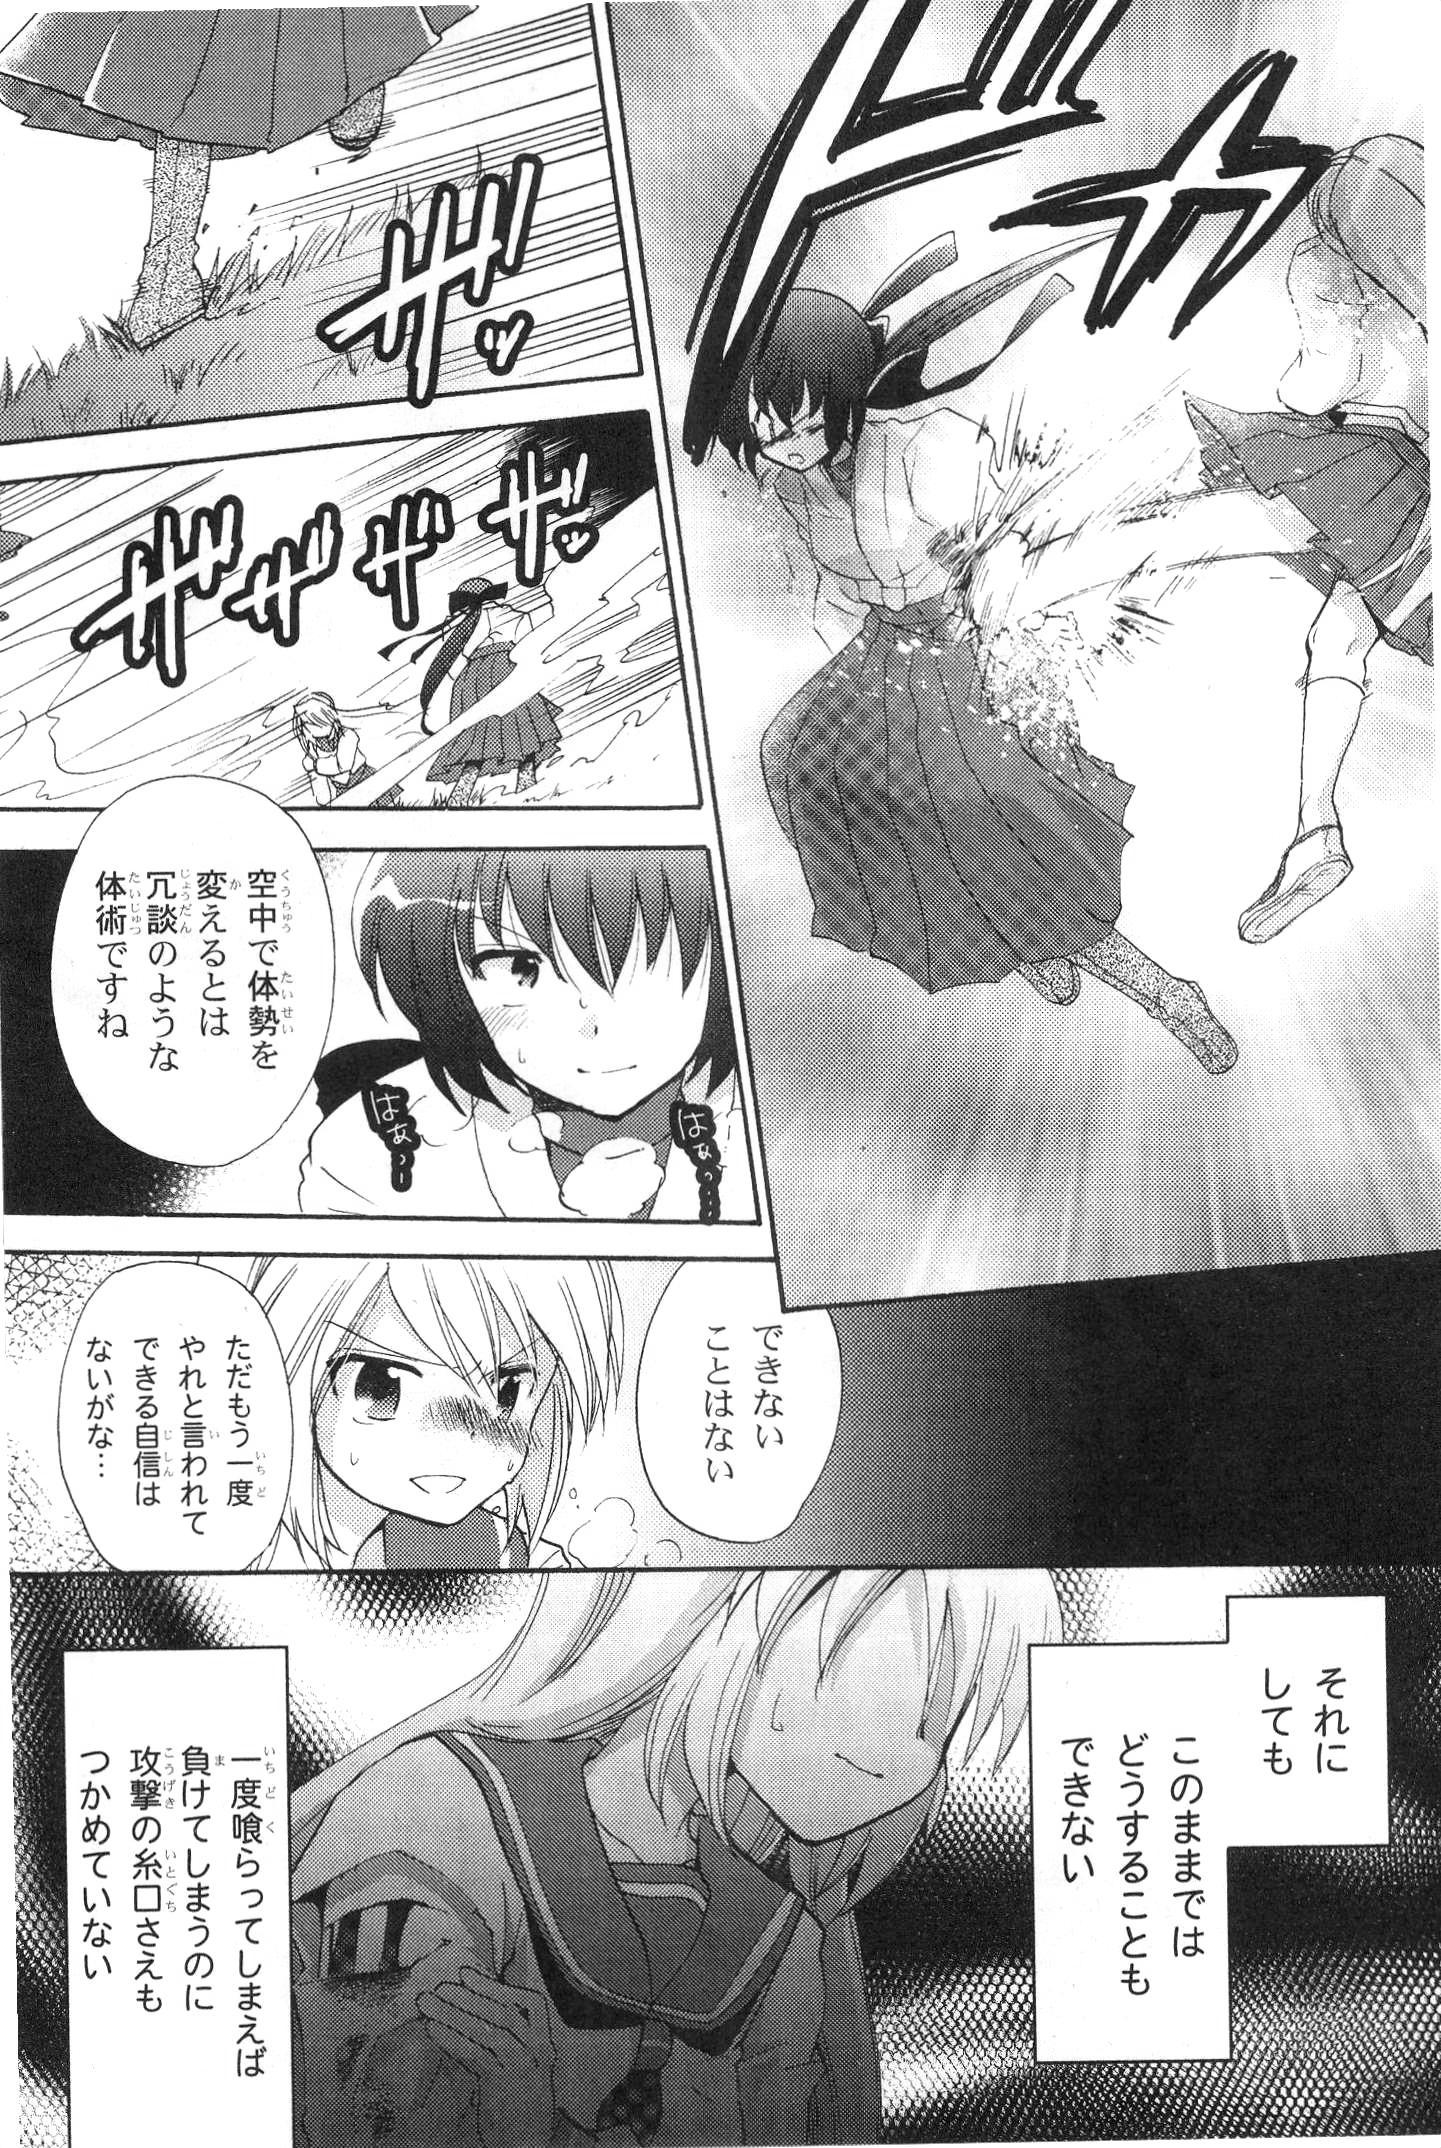 ドガ
ザザッ
ザザザザッ
空中で体勢を
変えるとは
冗談のような
体術ですね
はぁっ
はぁっ
できない
ことはない
ただもう一度
やれと言われて
できる自信は
ないがな…
それに
しても
このままでは
どうすることも
できない
一度喰らってしまえば
負けてしまうのに
攻撃の糸口さえも
つかめていない